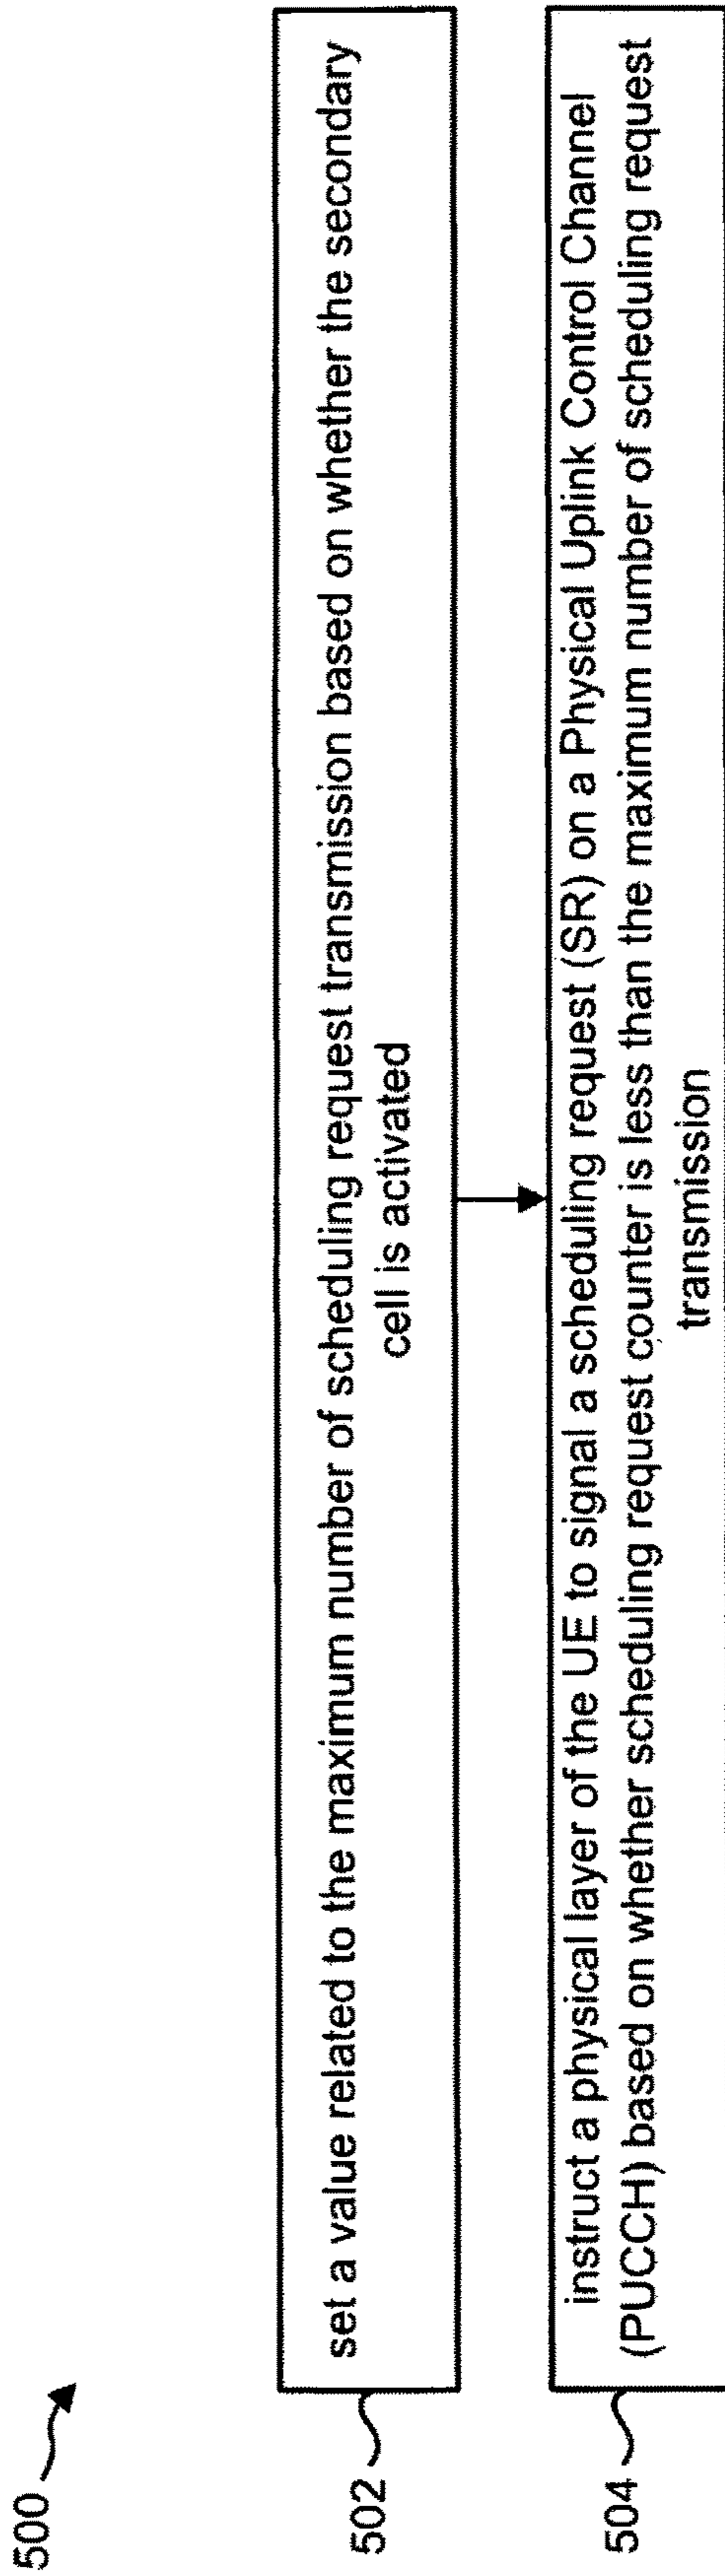 500
502
set a value related to the maximum number of scheduling request transmission based on whether the secondary
cell is activated
504
instruct a physical layer of the UE to signal a scheduling request (SR) on a Physical Uplink Control Channel
(PUCCH) based on whether scheduling request counter is less than the maximum number of scheduling request
transmission